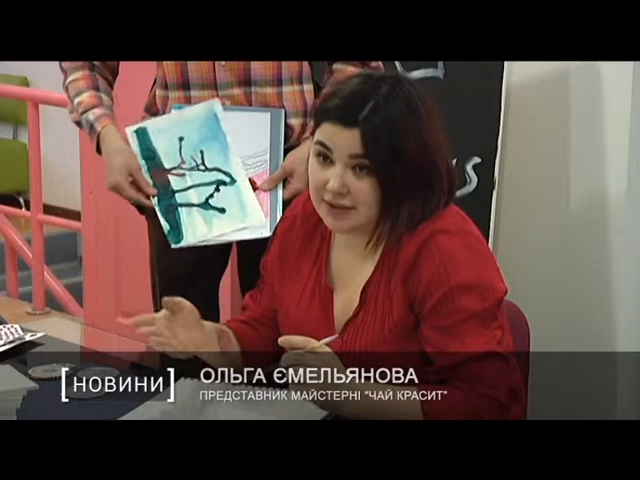 [НОВИНИ]
ОЛЬГА ЄМЕЛЬЯНОВА
ПРЕДСТАВНИК МАЙСТЕРНІ "ЧАЙ КРАСИТ"